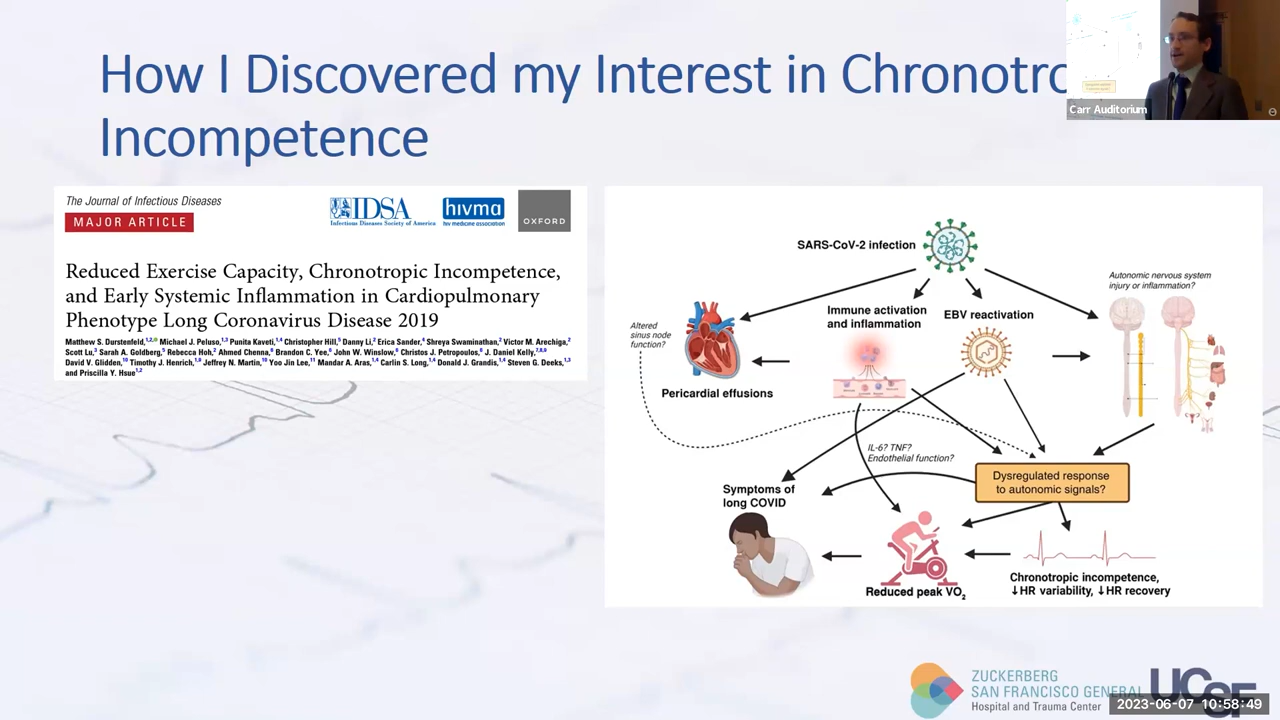 How I Discovered my Interest in Chronotro
Incompetence
Carr Auditorium
The Journal of Infectious Diseases
MAJOR ARTICLE
IDSA
Infectious Diseases Society of America
hivma
hiv medicine association
OXFORD
Reduced Exercise Capacity, Chronotropic Incompetence,
and Early Systemic Inflammation in Cardiopulmonary
Phenotype Long Coronavirus Disease 2019
Matthew S. Durstenfeld, Michael J. Peluso, Punita Kaveti, Christopher Hill, Danny Li, Erica Sander, Shreya Swaminathan, Victor M. Arechiga,
Scott Lu, Sarah A. Goldberg, Rebecca Hoh, Ahmed Chenna, Brandon C. Yee, John W. Winslow, Christos J. Petropoulos, J. Daniel Kelly,
David V. Glidden, Timothy J. Henrich, Jeffrey N. Martin, Yoo Jin Lee, Mandar A. Aras, Carlin S. Long, Donald J. Grandis, Steven G. Deeks,
and Priscilla Y. Hsue
SARS-CoV-2 infection
Immune activation
and inflammation
EBV reactivation
Autonomic nervous system
injury or inflammation?
Altered
sinus node
function?
Pericardial effusions
IL-6? TNF?
Endothelial function?
Dysregulated response
to autonomic signals?
Symptoms of
long COVID
Reduced peak VO2
Chronotropic incompetence,
↓HR variability, ↓HR recovery
ZUCKERBERG
SAN FRANCISCO GENERAL
Hospital and Trauma Center
UCSF
2023-06-07 10:58:49